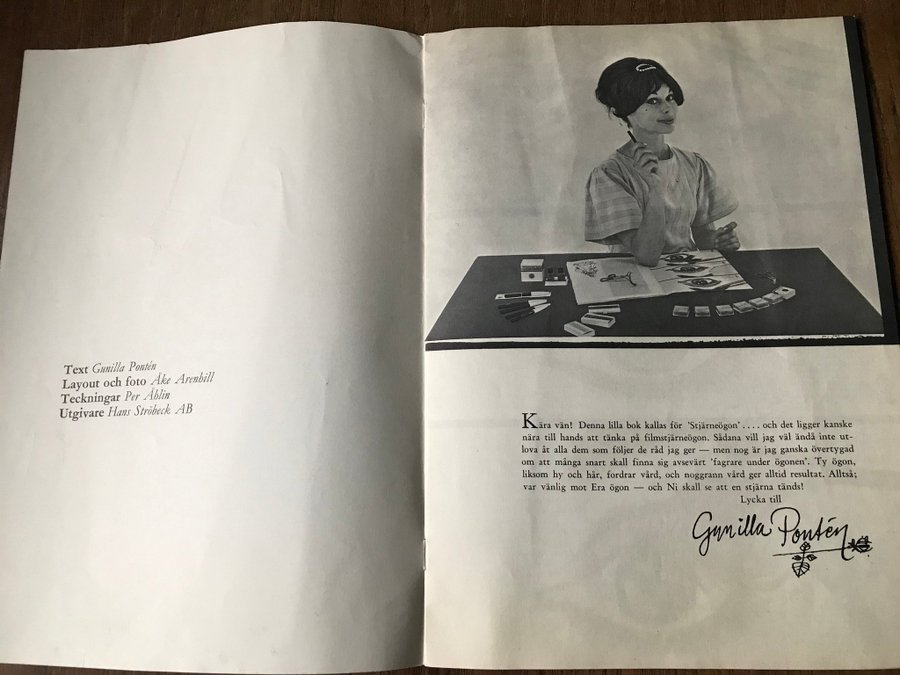 Text Gunilla Pontén
Layout och foto Åke Arenhill
Teckningar Per Åhlin
Utgivare Hans Ströbeck AB
Kära vän! Denna lilla bok kallas för 'Stjärneögon' .... och det ligger kanske
nära till hands att tänka på filmstjärneögon. Sådana vill jag väl ändå inte ut-
lova åt alla dem som följer de råd jag ger — men nog är jag ganska övertygad
om att många snart skall finna sig avsevärt 'fagrare under ögonen'. Ty ögon,
liksom hy och hår, fordrar vård, och noggrann vård ger alltid resultat. Alltså;
var vänlig mot Era ögon — och Ni skall se att en stjärna tänds!
Lycka till
Gunilla Pontén